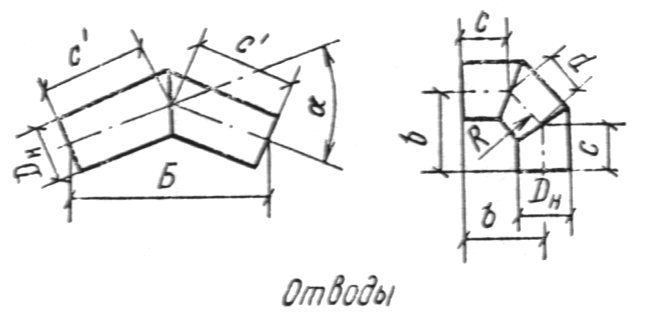 c' c' α
Dн Б
c d
b R c
Dн
b
Отводы